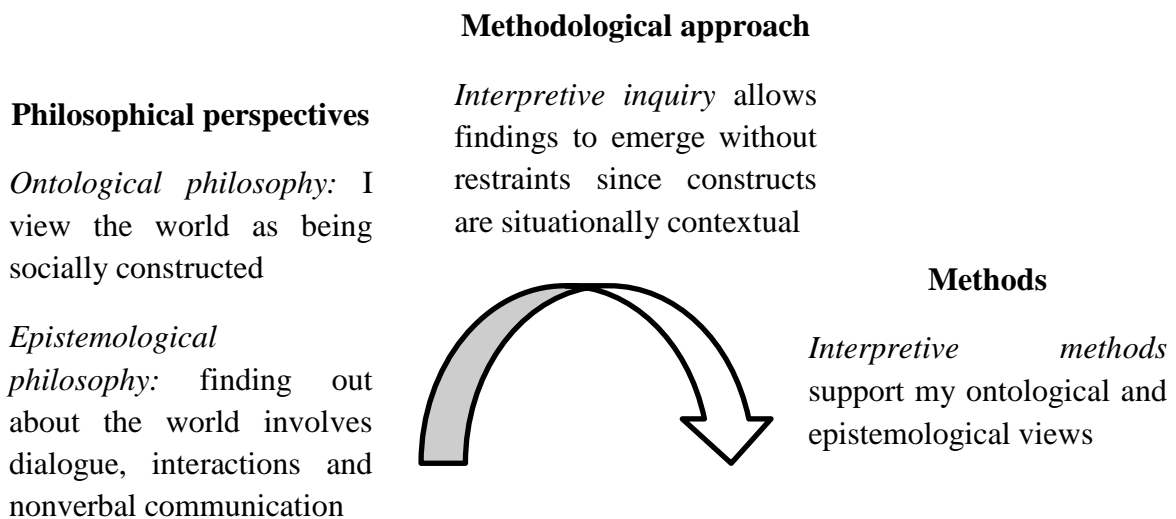 Philosophical perspectives
Ontological philosophy: I
view the world as being
socially constructed
Epistemological
philosophy: finding out
about the world involves
dialogue, interactions and
nonverbal communication
Methodological approach
Interpretive inquiry allows
findings to emerge without
restraints since constructs
are situationally contextual
Methods
Interpretive methods
support my ontological and
epistemological views